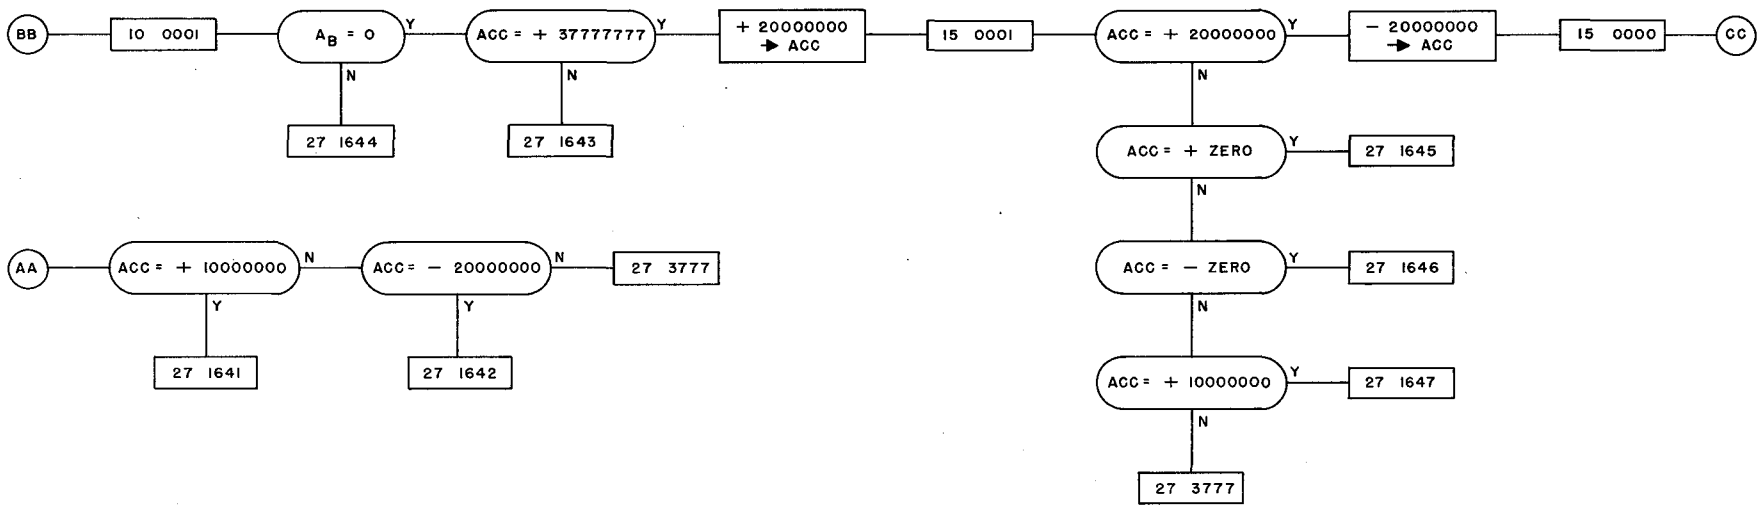 BB
10 0001
AB = 0
Y
N
27 1644
ACC = + 37777777
Y
N
27 1643
+ 20000000
→ ACC
15 0001
ACC = + 20000000
Y
N
- 20000000
→ ACC
15 0000
CC
ACC = + ZERO
Y
N
27 1645
ACC = - ZERO
Y
N
27 1646
ACC = + 10000000
Y
N
27 1647
27 3777
AA
ACC = + 10000000
N
Y
27 1641
ACC = - 20000000
N
Y
27 1642
27 3777